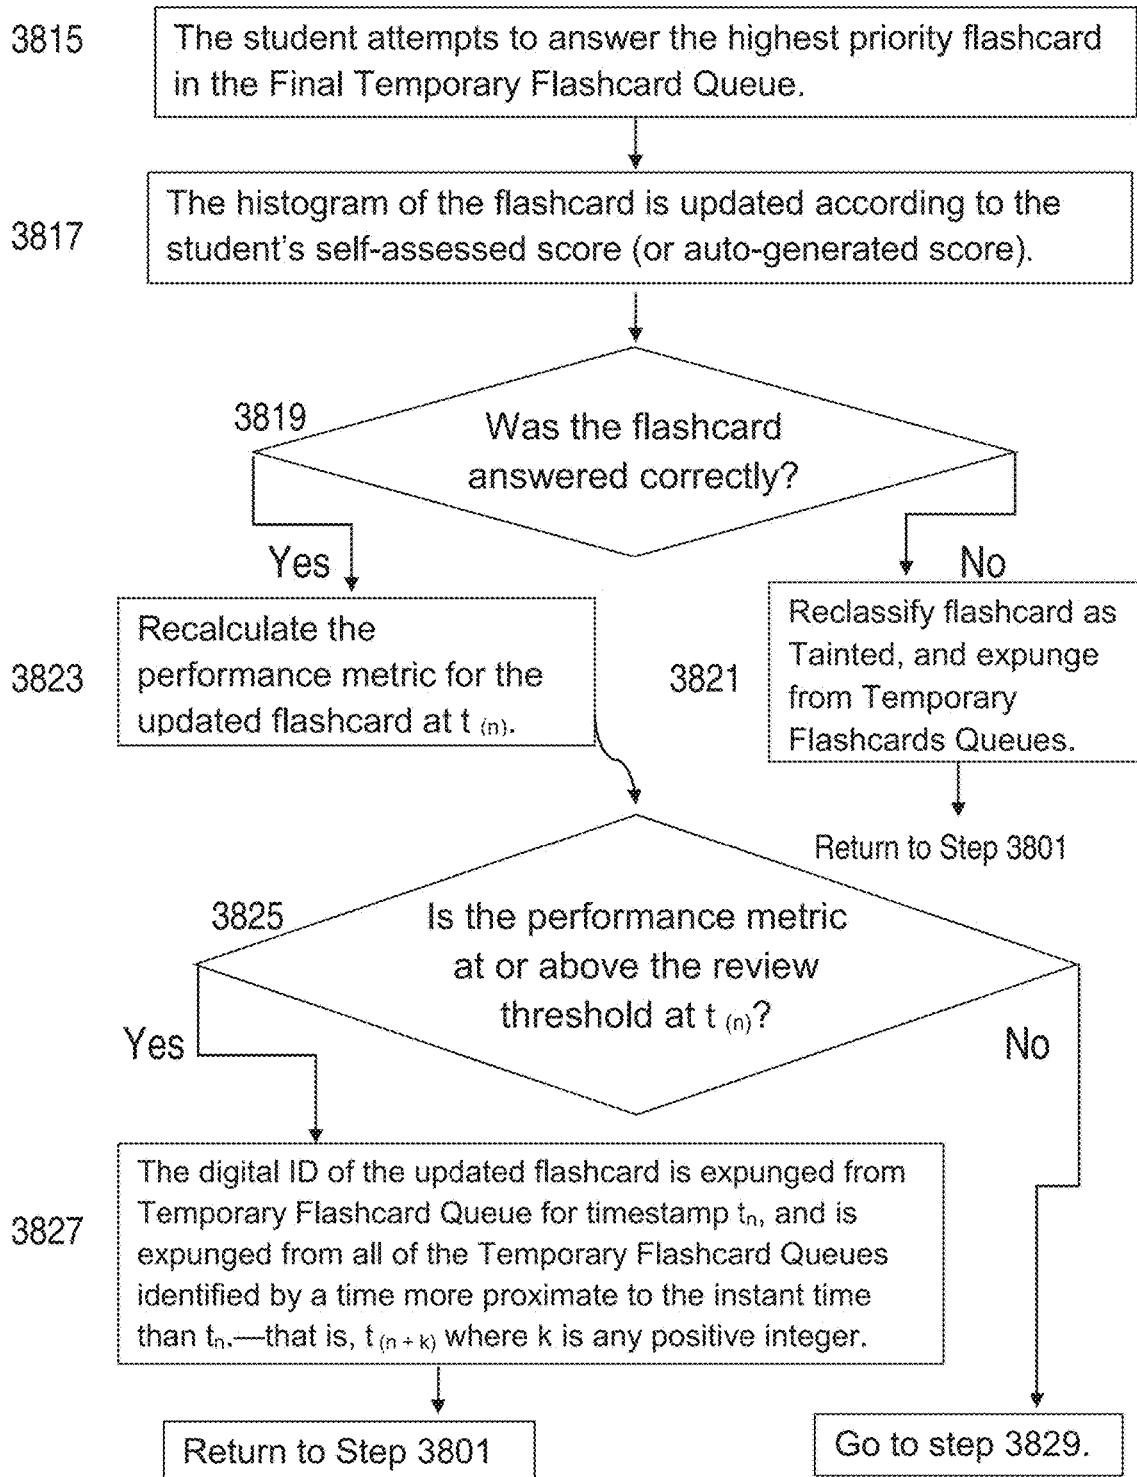 3815
The student attempts to answer the highest priority flashcard
in the Final Temporary Flashcard Queue.
3817
The histogram of the flashcard is updated according to the
student's self-assessed score (or auto-generated score).
3819
Was the flashcard
answered correctly?
Yes
No
3823
Recalculate the
performance metric for the
updated flashcard at t (n).
3821
Reclassify flashcard as
Tainted, and expunge
from Temporary
Flashcards Queues.
Return to Step 3801
3825
Is the performance metric
at or above the review
threshold at t (n)?
Yes
No
3827
The digital ID of the updated flashcard is expunged from
Temporary Flashcard Queue for timestamp tn, and is
expunged from all of the Temporary Flashcard Queues
identified by a time more proximate to the instant time
than tn.—that is, t (n + k) where k is any positive integer.
Return to Step 3801
Go to step 3829.